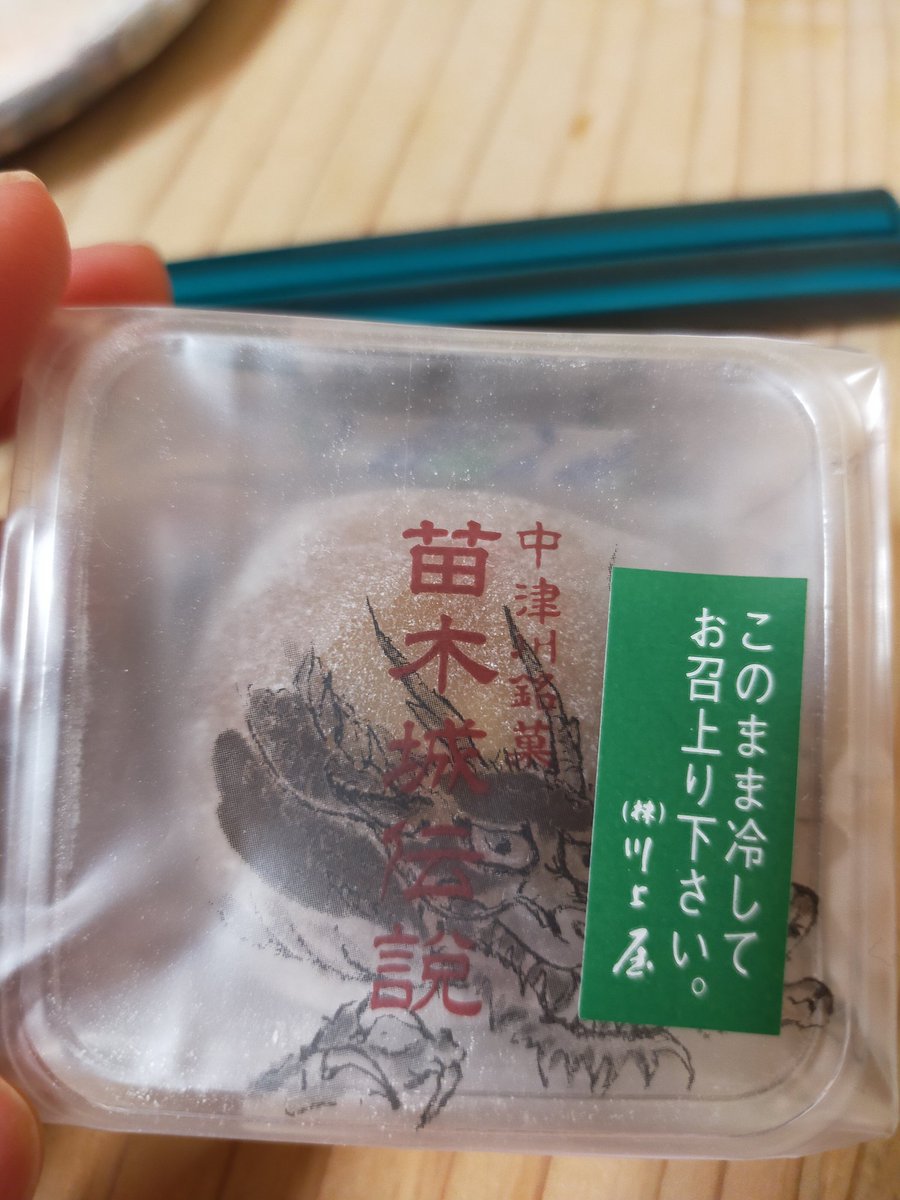 中津川銘菓
苗木城伝説
このまま冷して
お召上り下さい。
(株)川上屋